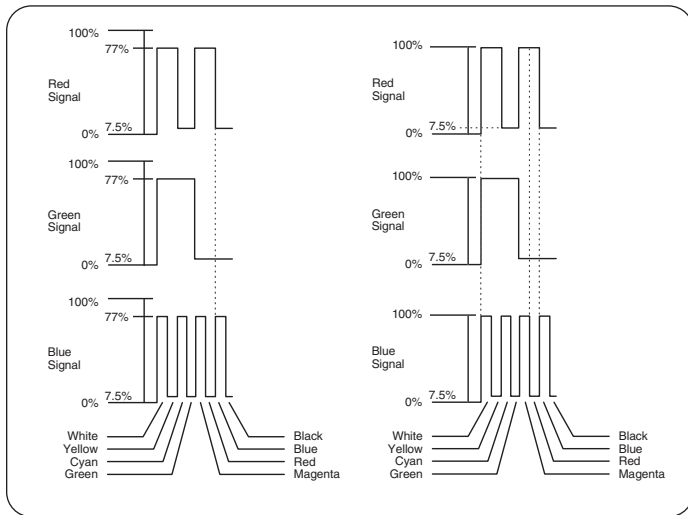 100%
77%
Red
Signal
7.5%
0%
100%
77%
Green
Signal
7.5%
0%
100%
77%
Blue
Signal
7.5%
0%
White
Yellow
Cyan
Green
Black
Blue
Red
Magenta
100%
Red
Signal
7.5%
0%
100%
Green
Signal
7.5%
0%
100%
Blue
Signal
7.5%
0%
White
Yellow
Cyan
Green
Black
Blue
Red
Magenta